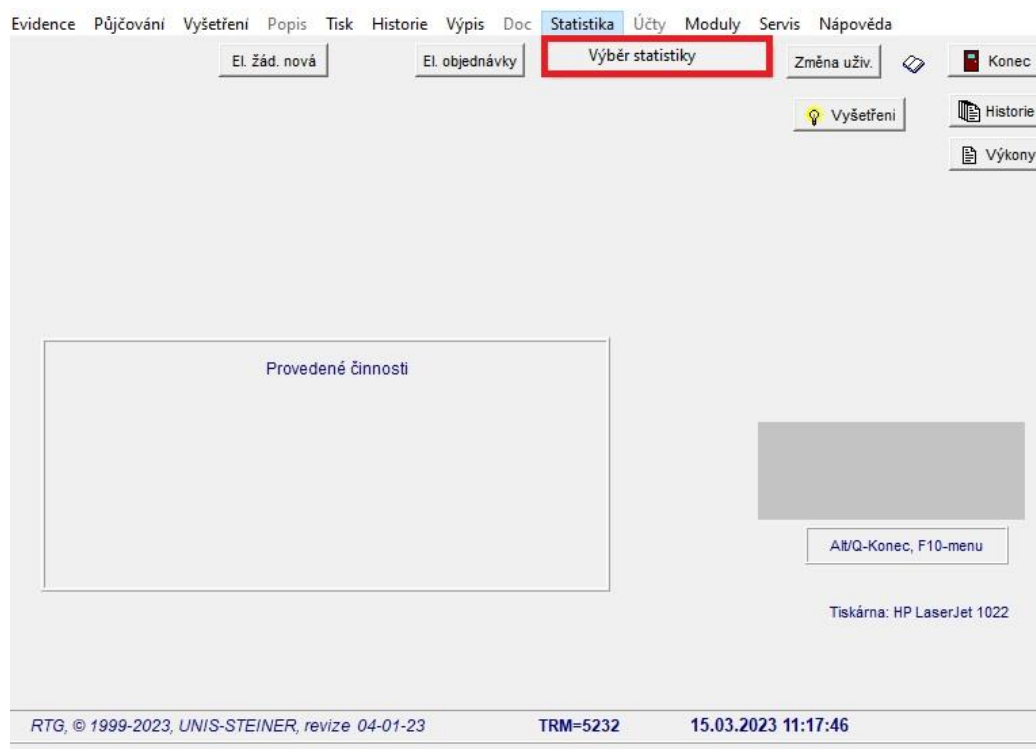 Evidence Půjčování Vyšetření Popis Tisk Historie Výpis Doc Statistika Účty Moduly Servis Nápověda
El. žád. nová El. objednávky Výběr statistiky Změna uživ. Konec
Vyšetřeni Historie
Výkony
Provedené činnosti
Alt/Q-Konec, F10-menu
Tiskárna: HP LaserJet 1022
RTG, © 1999-2023, UNIS-STEINER, revize 04-01-23 TRM=5232 15.03.2023 11:17:46